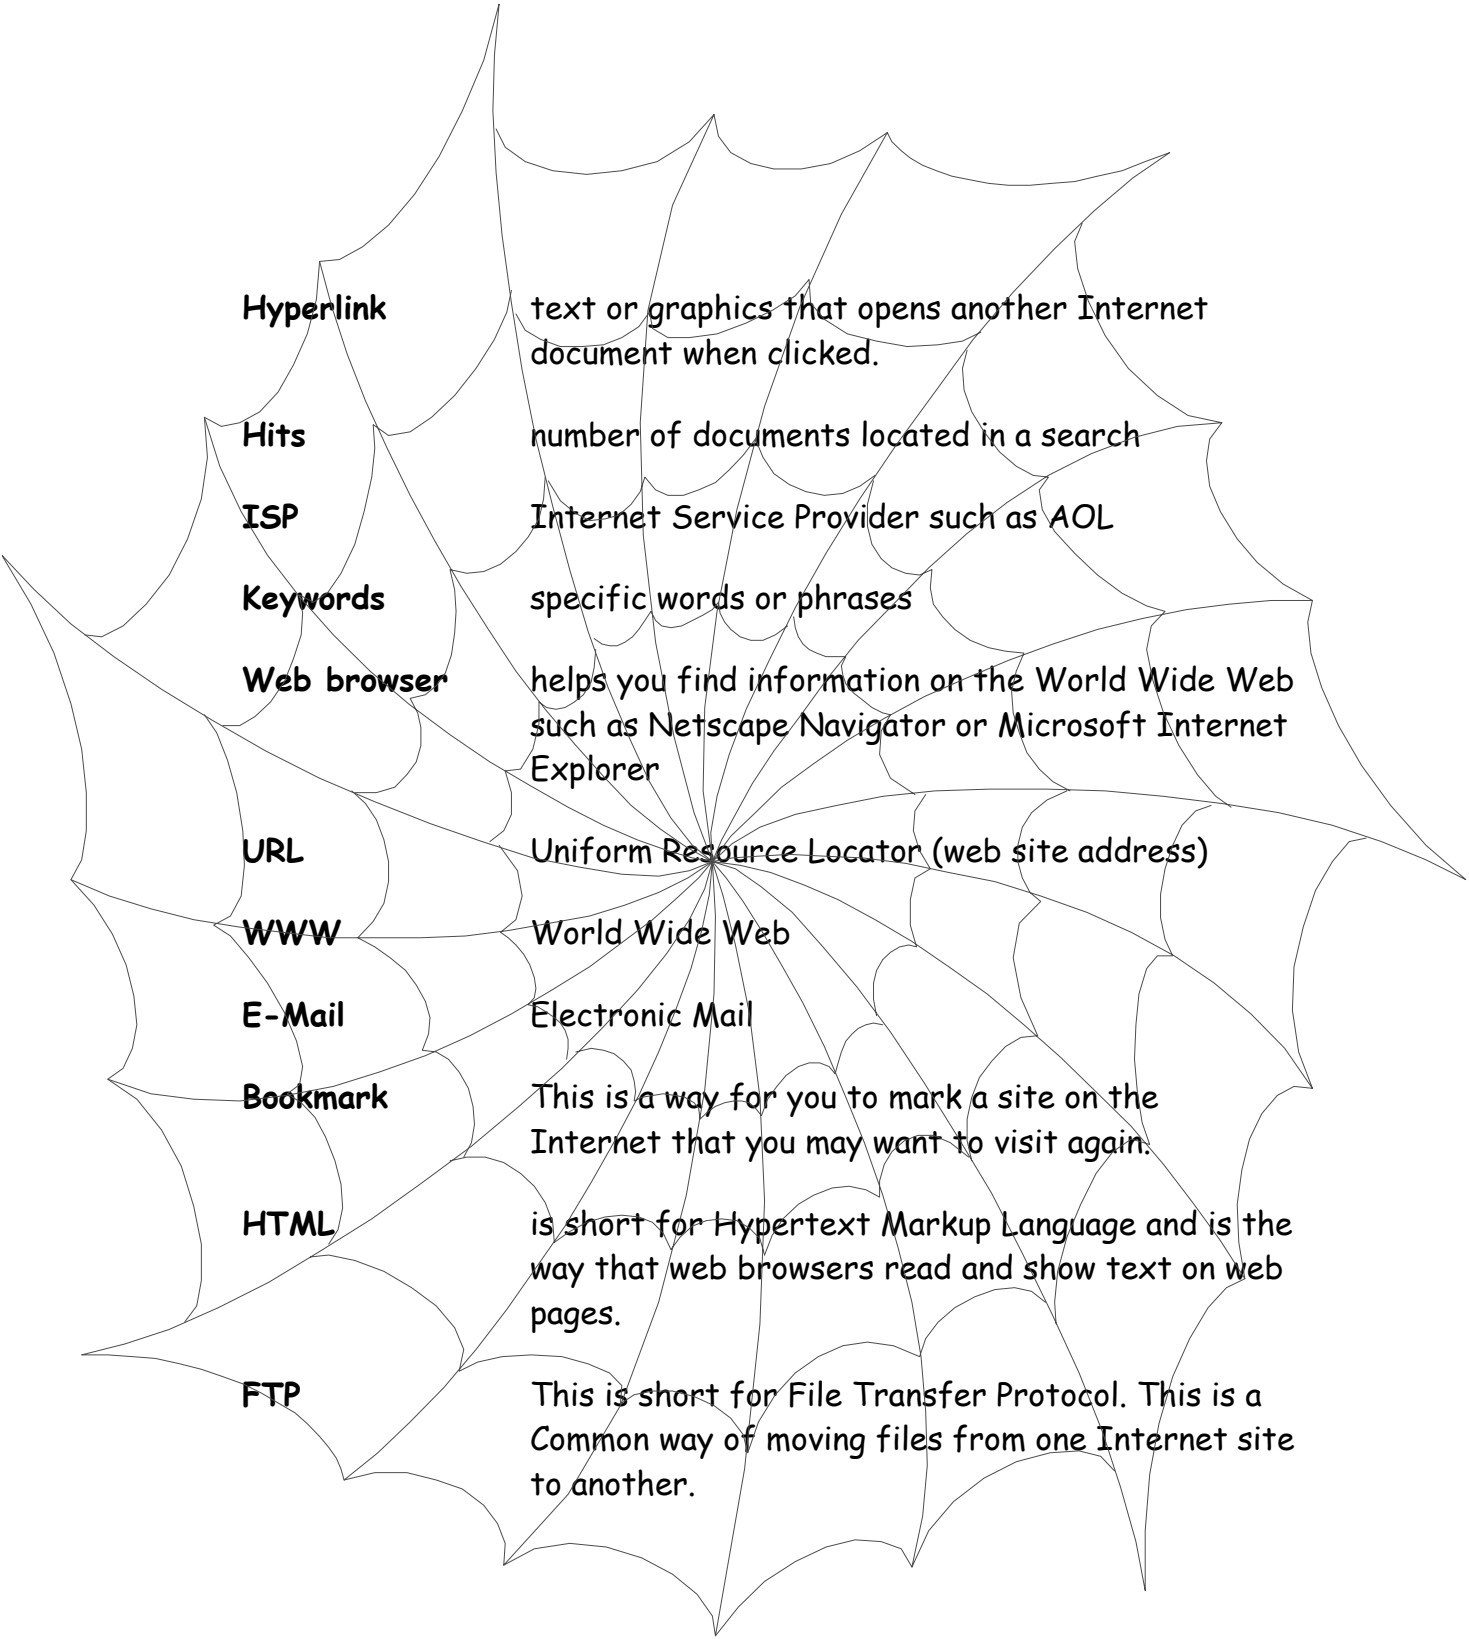 Hyperlink text or graphics that opens another Internet
document when clicked.
Hits number of documents located in a search
ISP Internet Service Provider such as AOL
Keywords specific words or phrases
Web browser helps you find information on the World Wide Web
such as Netscape Navigator or Microsoft Internet
Explorer
URL Uniform Resource Locator (web site address)
WWW World Wide Web
E-Mail Electronic Mail
Bookmark This is a way for you to mark a site on the
Internet that you may want to visit again.
HTML is short for Hypertext Markup Language and is the
way that web browsers read and show text on web
pages.
FTP This is short for File Transfer Protocol. This is a
Common way of moving files from one Internet site
to another.